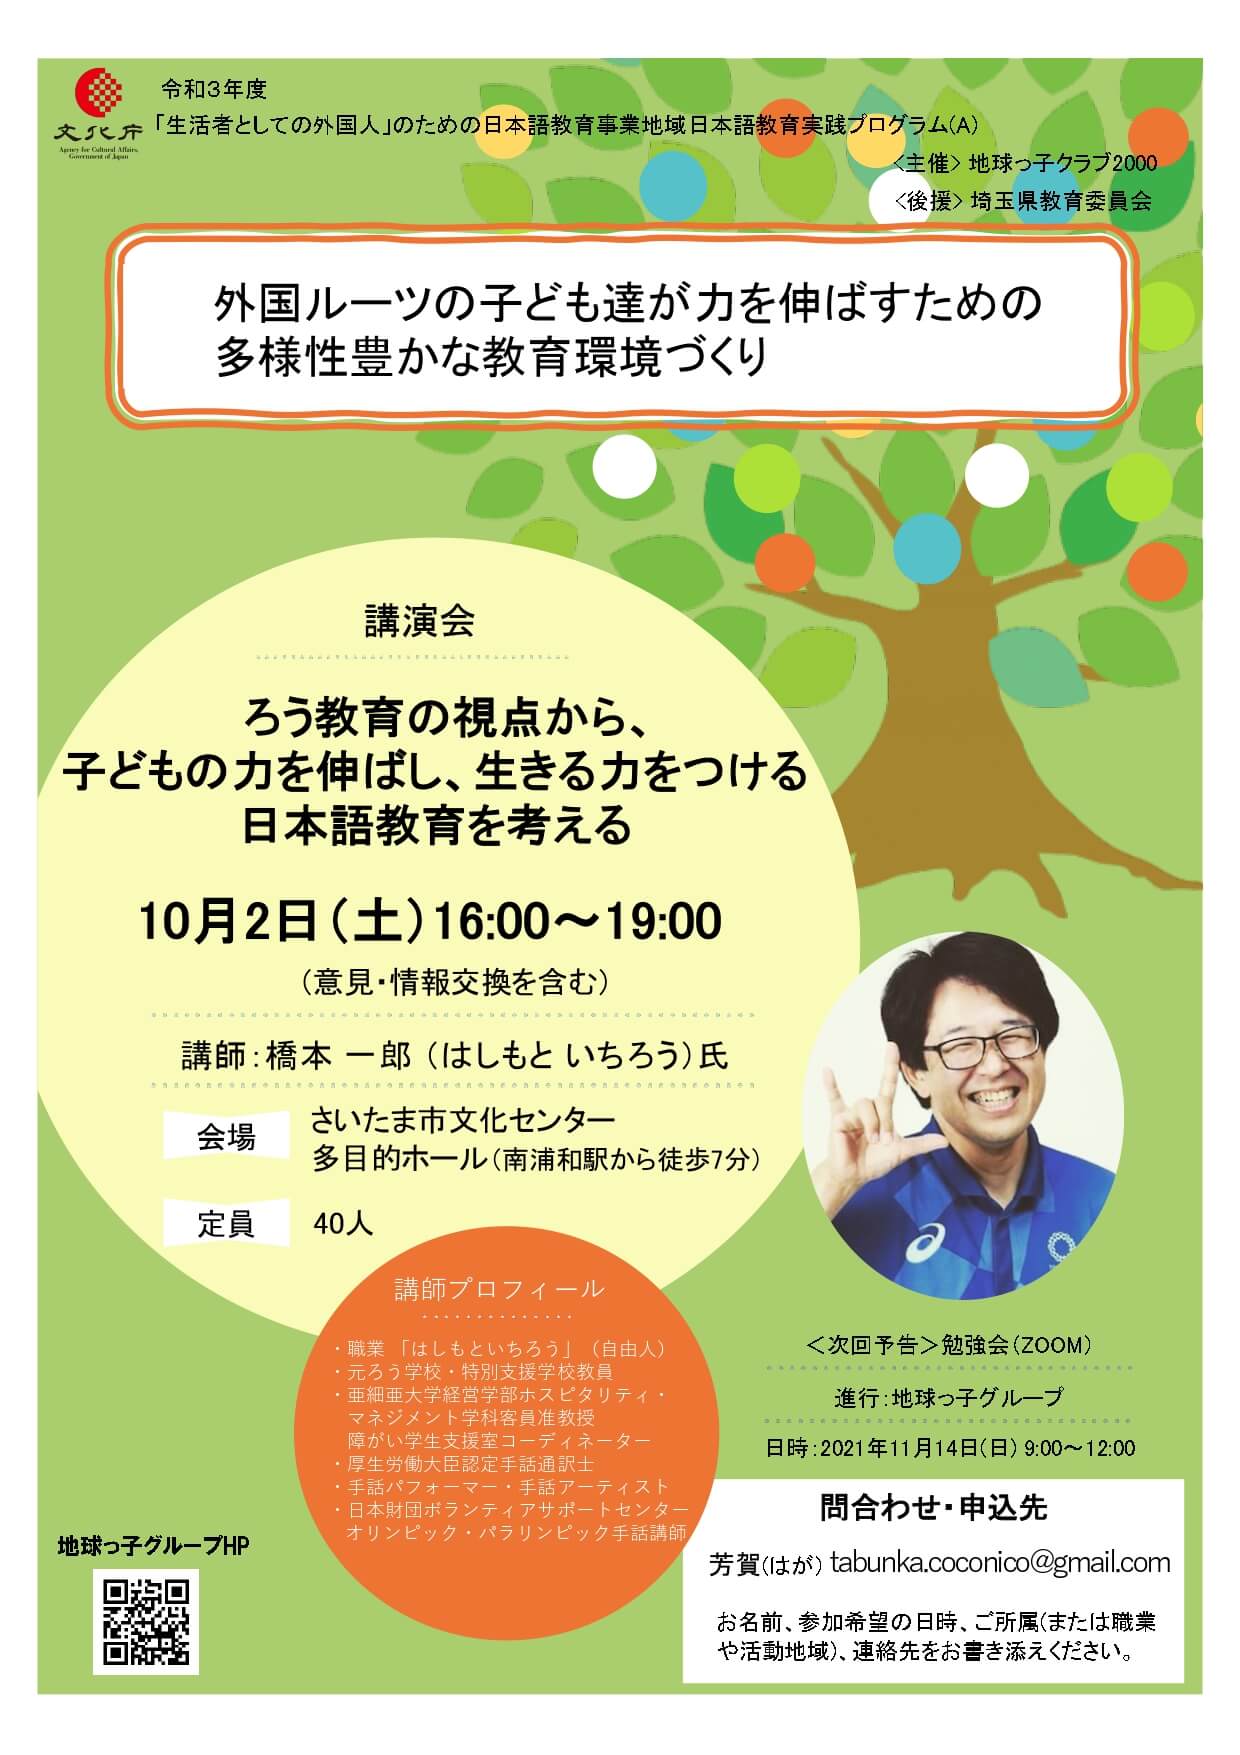 令和3年度
文化庁
Agency for Cultural Affairs,
Government of Japan
「生活者としての外国人」のための日本語教育事業地域日本語教育実践プログラム(A)
<主催> 地球っ子クラブ2000
<後援> 埼玉県教育委員会
外国ルーツの子ども達が力を伸ばすための
多様性豊かな教育環境づくり
講演会
ろう教育の視点から、
子どもの力を伸ばし、生きる力をつける
日本語教育を考える
10月2日(土)16:00～19:00
(意見・情報交換を含む)
講師:橋本 一郎 (はしもと いちろう)氏
会場
さいたま市文化センター
多目的ホール(南浦和駅から徒歩7分)
定員 40人
講師プロフィール
・職業 「はしもといちろう」(自由人)
・元ろう学校・特別支援学校教員
・亜細亜大学経営学部ホスピタリティ・
マネジメント学科客員准教授
障がい学生支援室コーディネーター
・厚生労働大臣認定手話通訳士
・手話パフォーマー・手話アーティスト
・日本財団ボランティアサポートセンター
オリンピック・パラリンピック手話講師
<次回予告>勉強会(ZOOM)
進行:地球っ子グループ
日時:2021年11月14日(日) 9:00～12:00
問合わせ・申込先
芳賀(はが) tabunka.coconico@gmail.com
お名前、参加希望の日時、ご所属(または職業
や活動地域)、連絡先をお書き添えください。
地球っ子グループHP